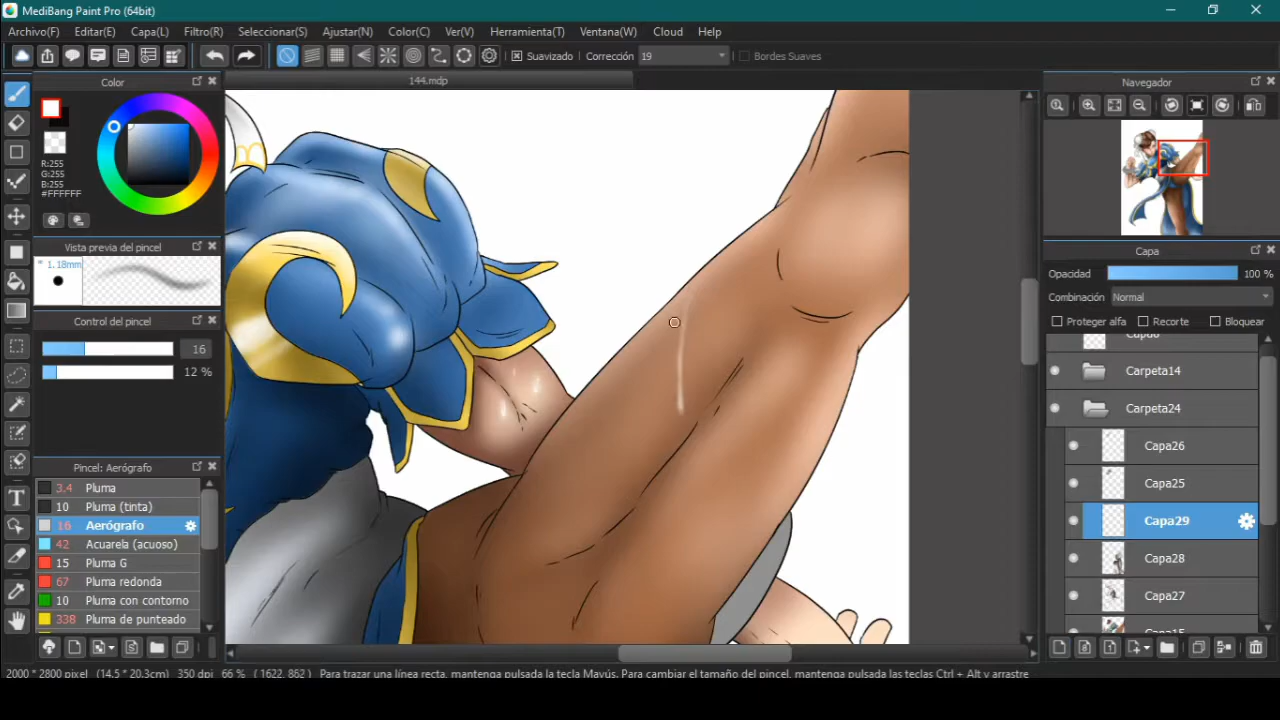 MediBang Paint Pro (64bit)
Archivo(F) Editar(E) Capa(L) Filtro(R) Seleccionar(S) Ajustar(N) Color(C) Ver(V) Herramienta(T) Ventana(W) Cloud Help
Suavizado Corrección 19 Bordes Suaves
Color
144.mdp
Navegador
R:255
G:255
B:255
#FFFFFF
Vista previa del pincel
* 1.18mm
Control del pincel
16
12 %
Pincel: Aerógrafo
3.4 Pluma
10 Pluma (tinta)
16 Aerógrafo
42 Acuarela (acuoso)
15 Pluma G
67 Pluma redonda
10 Pluma con contorno
338 Pluma de punteado
Capa
Opacidad 100 %
Combinación Normal
Proteger alfa Recorte Bloquear
Carpeta14
Carpeta24
Capa26
Capa25
Capa29
Capa28
Capa27
2000 * 2800 pixel (14.5 * 20.3cm) 350 dpi 66 % ( 1622, 852 ) Para trazar una línea recta, mantenga pulsada la tecla Mayús. Para cambiar el tamaño del pincel, mantenga pulsadas las teclas Ctrl + Alt y arrastre